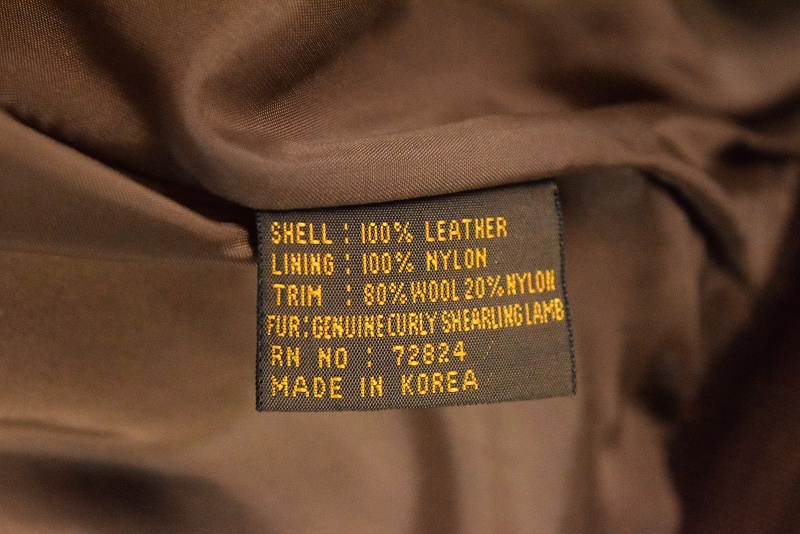 SHELL : 100% LEATHER
LINING : 100% NYLON
TRIM : 80% WOOL 20% NYLON
FUR : GENUINE CURLY SHEARLING LAMB
RN NO : 72824
MADE IN KOREA